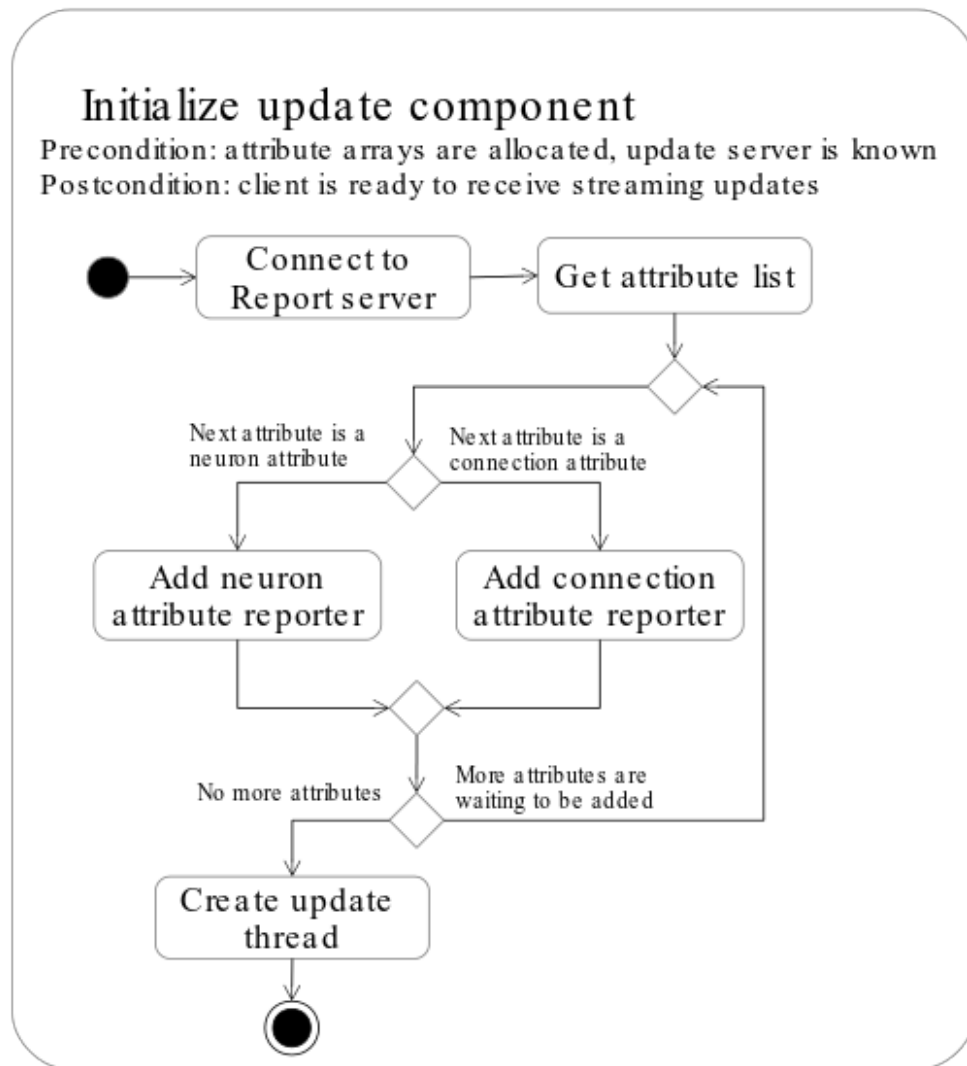 Initialize update component
Precondition: attribute arrays are allocated, update server is known
Postcondition: client is ready to receive streaming updates
Connect to
Report server
Get attribute list
Next attribute is a
neuron attribute
Next attribute is a
connection attribute
Add neuron
attribute reporter
Add connection
attribute reporter
No more attributes
More attributes are
waiting to be added
Create update
thread